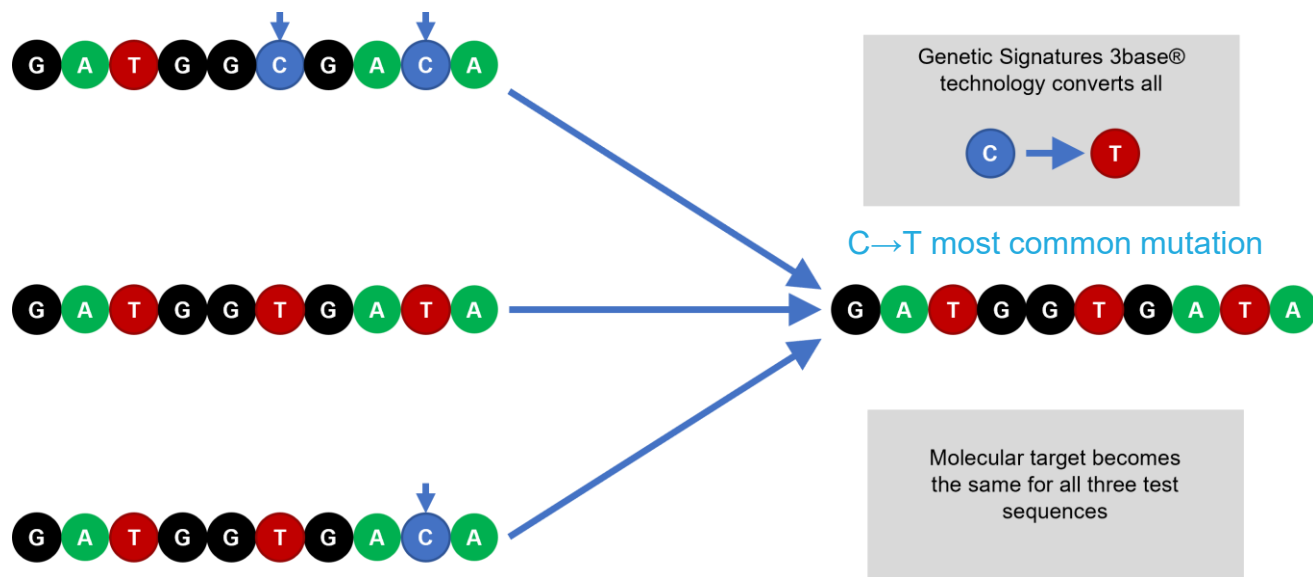 G A T G G C G A C A
Genetic Signatures 3base®
technology converts all
C T
C→T most common mutation
G A T G G T G A T A
G A T G G T G A T A
Molecular target becomes
the same for all three test
sequences
G A T G G T G A C A